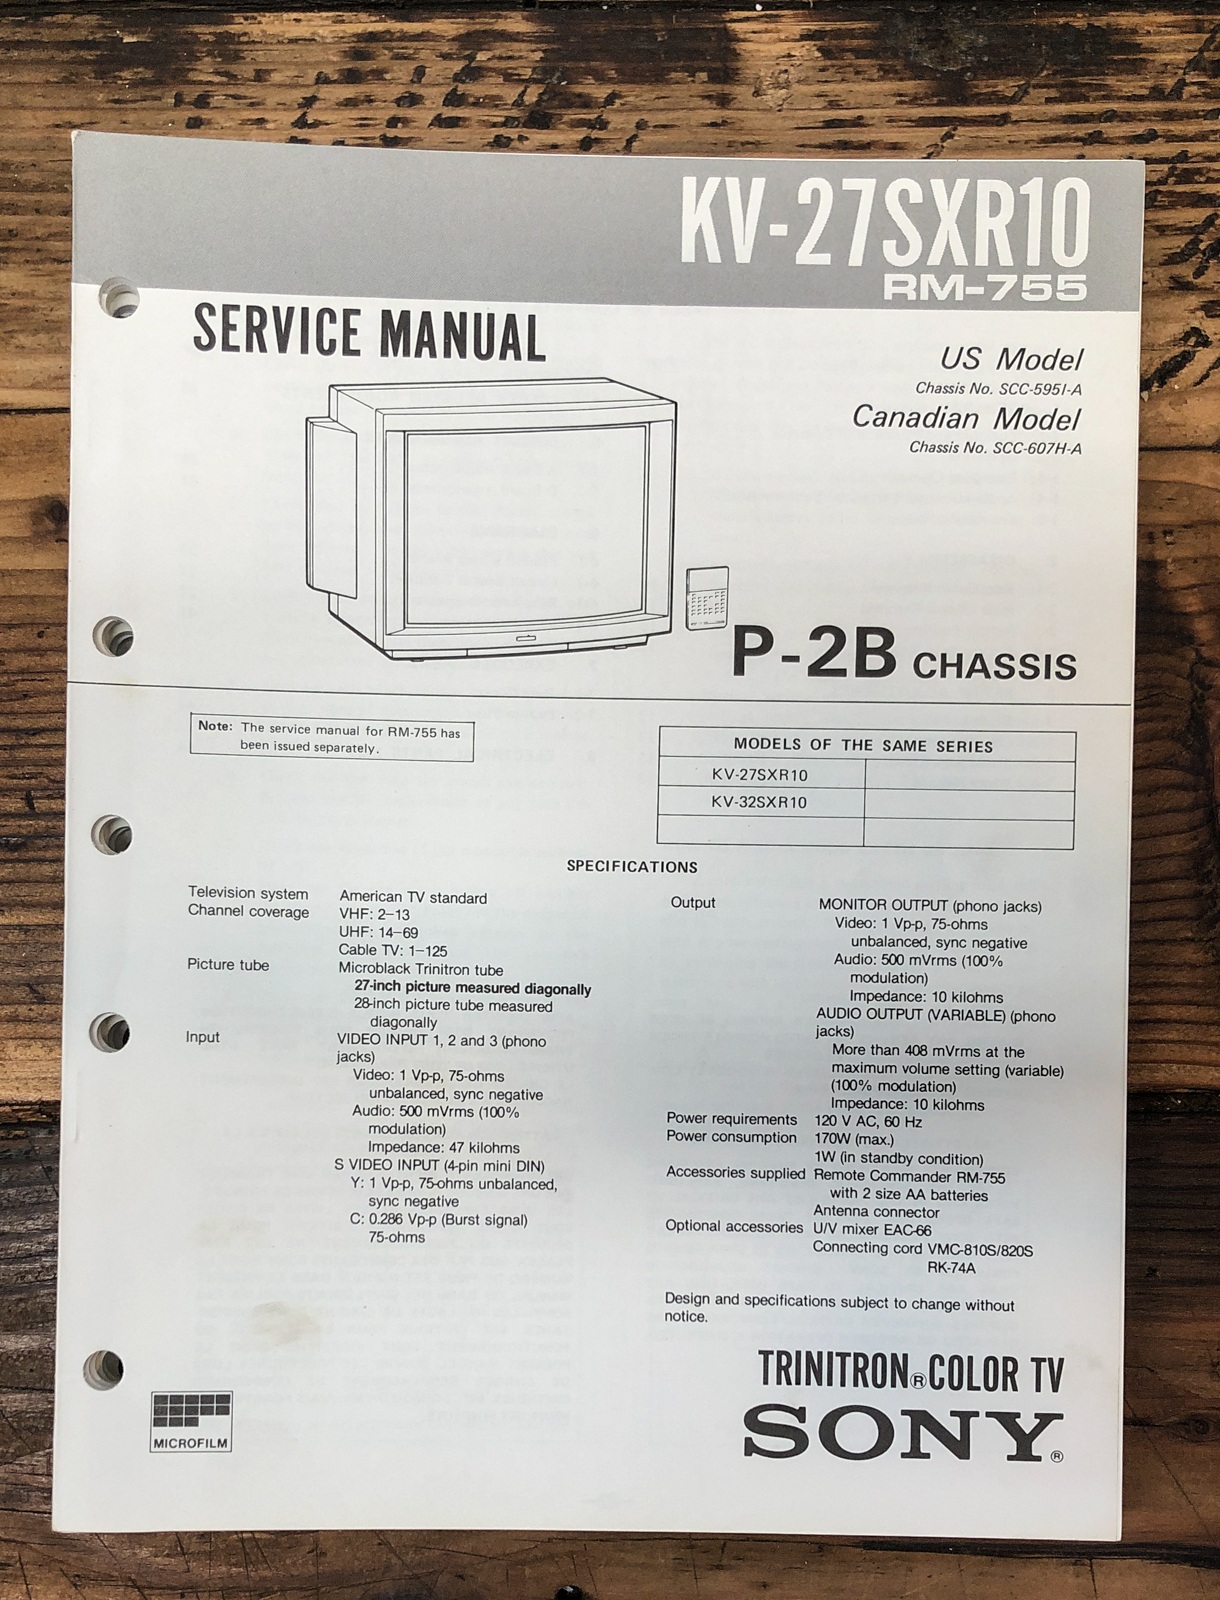 KV-27SXR10
RM-755
SERVICE MANUAL
US Model
Chassis No. SCC-595I-A
Canadian Model
Chassis No. SCC-607H-A
P-2B CHASSIS
Note: The service manual for RM-755 has
been issued separately.
MODELS OF THE SAME SERIES
KV-27SXR10
KV-32SXR10
SPECIFICATIONS
Television system American TV standard
Channel coverage VHF: 2–13
UHF: 14–69
Cable TV: 1–125
Picture tube Microblack Trinitron tube
27-inch picture measured diagonally
28-inch picture tube measured
diagonally
Input VIDEO INPUT 1, 2 and 3 (phono
jacks)
Video: 1 Vp-p, 75-ohms
unbalanced, sync negative
Audio: 500 mVrms (100%
modulation)
Impedance: 47 kilohms
S VIDEO INPUT (4-pin mini DIN)
Y: 1 Vp-p, 75-ohms unbalanced,
sync negative
C: 0.286 Vp-p (Burst signal)
75-ohms
Output MONITOR OUTPUT (phono jacks)
Video: 1 Vp-p, 75-ohms
unbalanced, sync negative
Audio: 500 mVrms (100%
modulation)
Impedance: 10 kilohms
AUDIO OUTPUT (VARIABLE) (phono
jacks)
More than 408 mVrms at the
maximum volume setting (variable)
(100% modulation)
Impedance: 10 kilohms
Power requirements 120 V AC, 60 Hz
Power consumption 170W (max.)
1W (in standby condition)
Accessories supplied Remote Commander RM-755
with 2 size AA batteries
Antenna connector
Optional accessories U/V mixer EAC-66
Connecting cord VMC-810S/820S
RK-74A
Design and specifications subject to change without
notice.
TRINITRON® COLOR TV
SONY®
MICROFILM